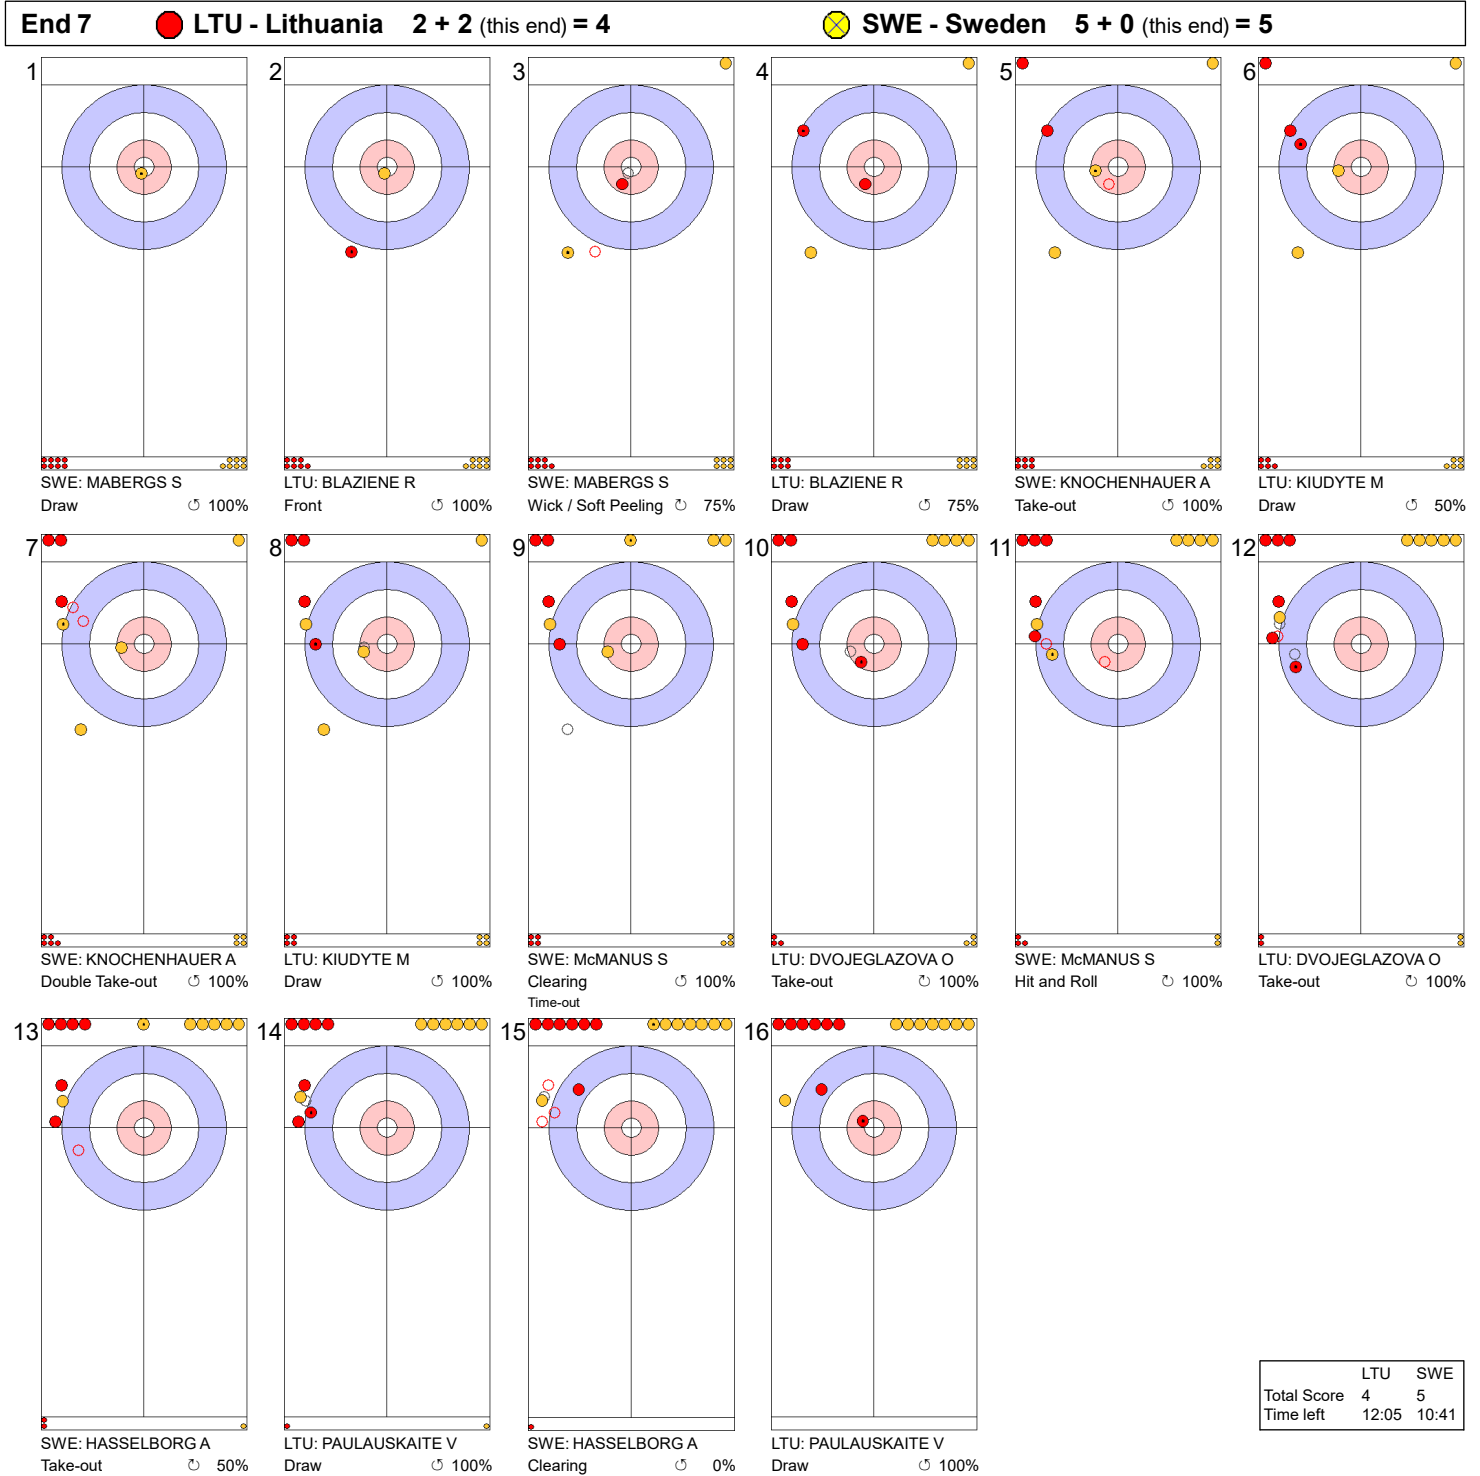 End 7 LTU - Lithuania 2 + 2 (this end) = 4 SWE - Sweden 5 + 0 (this end) = 5
1 2 3 4 5 6
SWE: MABERGS S LTU: BLAZIENE R SWE: MABERGS S LTU: BLAZIENE R SWE: KNOCHENHAUER A LTU: KIUDYTE M
Draw 100% Front 100% Wick / Soft Peeling 75% Draw 75% Take-out 100% Draw 50%
7 8 9 10 11 12
SWE: KNOCHENHAUER A LTU: KIUDYTE M SWE: McMANUS S LTU: DVOJEGLAZOVA O SWE: McMANUS S LTU: DVOJEGLAZOVA O
Double Take-out 100% Draw 100% Clearing 100% Take-out 100% Hit and Roll 100% Take-out 100%
Time-out
13 14 15 16
LTU SWE
Total Score 4 5
Time left 12:05 10:41
SWE: HASSELBORG A LTU: PAULAUSKAITE V SWE: HASSELBORG A LTU: PAULAUSKAITE V
Take-out 50% Draw 100% Clearing 0% Draw 100%